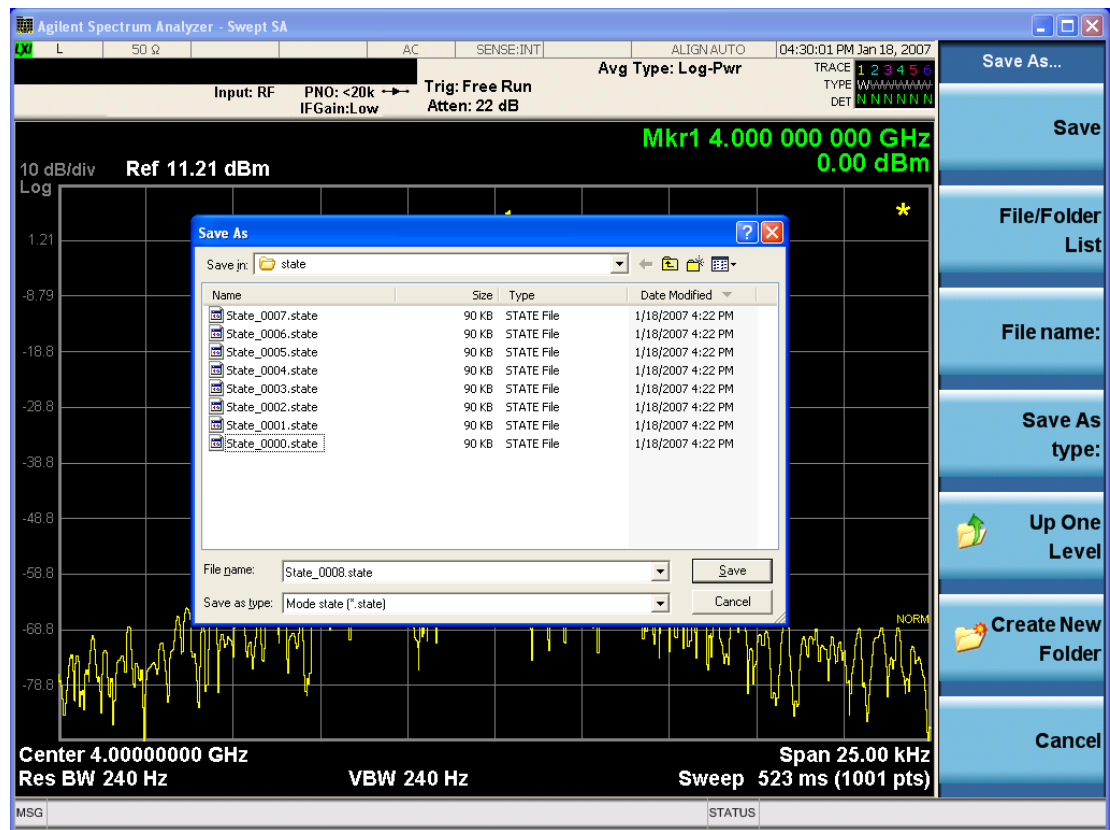 Agilent Spectrum Analyzer - Swept SA
LXI L 50 Ω AC SENSE:INT ALIGN AUTO 04:30:01 PM Jan 18, 2007
Input: RF PNO: <20k Trig: Free Run Avg Type: Log-Pwr TRACE 1 2 3 4 5 6
IFGain:Low Atten: 22 dB TYPE WWWWWW
DET N N N N N N
Mkr1 4.000 000 000 GHz
0.00 dBm
10 dB/div Ref 11.21 dBm
Log
1.21
-8.79
-18.8
-28.8
-38.8
-48.8
-58.8
-68.8
-78.8
NORM
Save As
Save in: state
Name Size Type Date Modified
State_0007.state 90 KB STATE File 1/18/2007 4:22 PM
State_0006.state 90 KB STATE File 1/18/2007 4:22 PM
State_0005.state 90 KB STATE File 1/18/2007 4:22 PM
State_0004.state 90 KB STATE File 1/18/2007 4:22 PM
State_0003.state 90 KB STATE File 1/18/2007 4:22 PM
State_0002.state 90 KB STATE File 1/18/2007 4:22 PM
State_0001.state 90 KB STATE File 1/18/2007 4:22 PM
State_0000.state 90 KB STATE File 1/18/2007 4:22 PM
File name: State_0008.state Save
Save as type: Mode state (*.state) Cancel
Center 4.00000000 GHz Span 25.00 kHz
Res BW 240 Hz VBW 240 Hz Sweep 523 ms (1001 pts)
MSG STATUS
Save As...
Save
File/Folder
List
File name:
Save As
type:
Up One
Level
Create New
Folder
Cancel